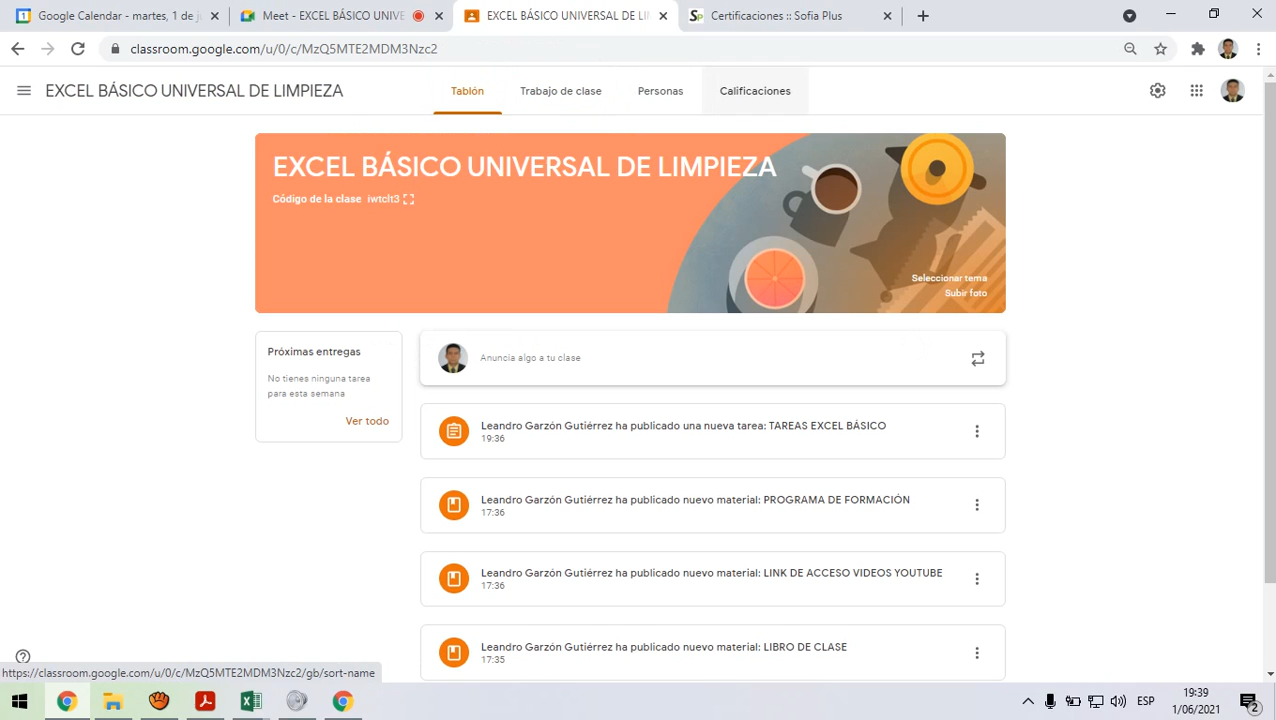 Google Calendar - martes, 1 de ju
Meet - EXCEL BÁSICO UNIVE
EXCEL BÁSICO UNIVERSAL DE LIM
Certificaciones :: Sofia Plus
classroom.google.com/u/0/c/MzQ5MTE2MDM3Nzc2
EXCEL BÁSICO UNIVERSAL DE LIMPIEZA
Tablón
Trabajo de clase
Personas
Calificaciones
EXCEL BÁSICO UNIVERSAL DE LIMPIEZA
Código de la clase iwtclt3
Seleccionar tema
Subir foto
Próximas entregas
No tienes ninguna tarea
para esta semana
Ver todo
Anuncia algo a tu clase
Leandro Garzón Gutiérrez ha publicado una nueva tarea: TAREAS EXCEL BÁSICO
19:36
Leandro Garzón Gutiérrez ha publicado nuevo material: PROGRAMA DE FORMACIÓN
17:36
Leandro Garzón Gutiérrez ha publicado nuevo material: LINK DE ACCESO VIDEOS YOUTUBE
17:36
Leandro Garzón Gutiérrez ha publicado nuevo material: LIBRO DE CLASE
17:35
https://classroom.google.com/u/0/c/MzQ5MTE2MDM3Nzc2/gb/sort-name
ESP
19:39
1/06/2021
2